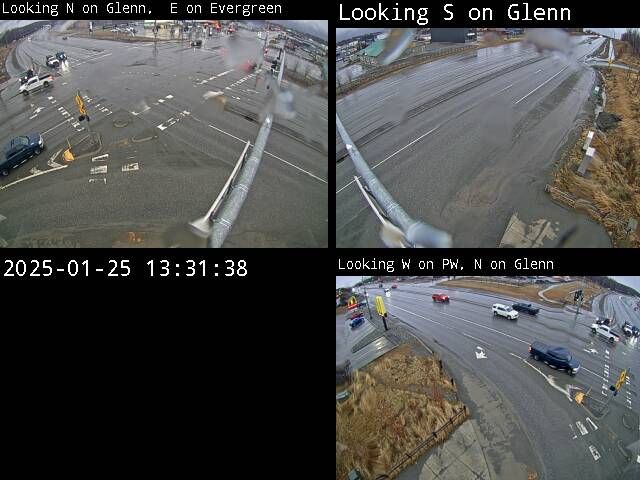 Looking N on Glenn, E on Evergreen
Looking S on Glenn
2025-01-25 13:31:38
Looking W on PW, N on Glenn